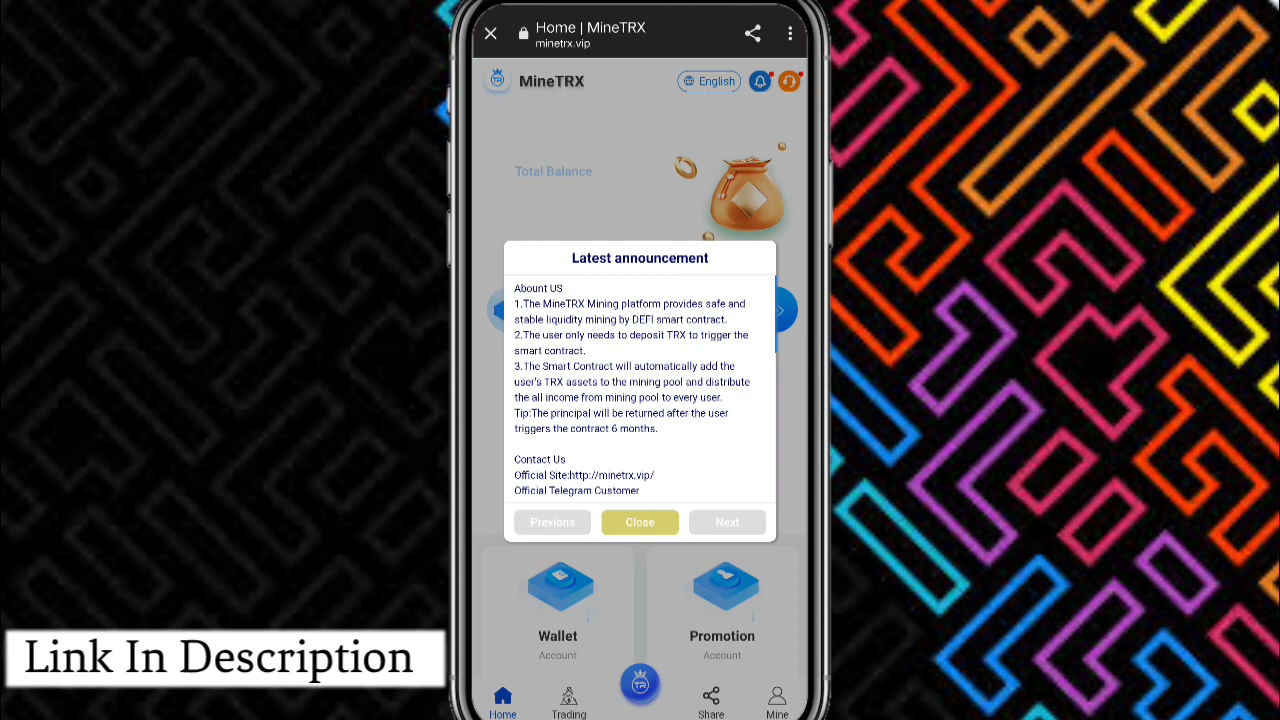 Home | MineTRX
minetrx.vip
MineTRX
English
Total Balance
Latest announcement
Abount US
1.The MineTRX Mining platform provides safe and
stable liquidity mining by DEFI smart contract.
2.The user only needs to deposit TRX to trigger the
smart contract.
3.The Smart Contract will automatically add the
user's TRX assets to the mining pool and distribute
the all income from mining pool to every user.
Tip:The principal will be returned after the user
triggers the contract 6 months.
Contact Us
Official Site:http://minetrx.vip/
Official Telegram Customer
Previons
Close
Next
Wallet
Account
Promotion
Account
Link In Description
TR
Home
Trading
Share
Mine